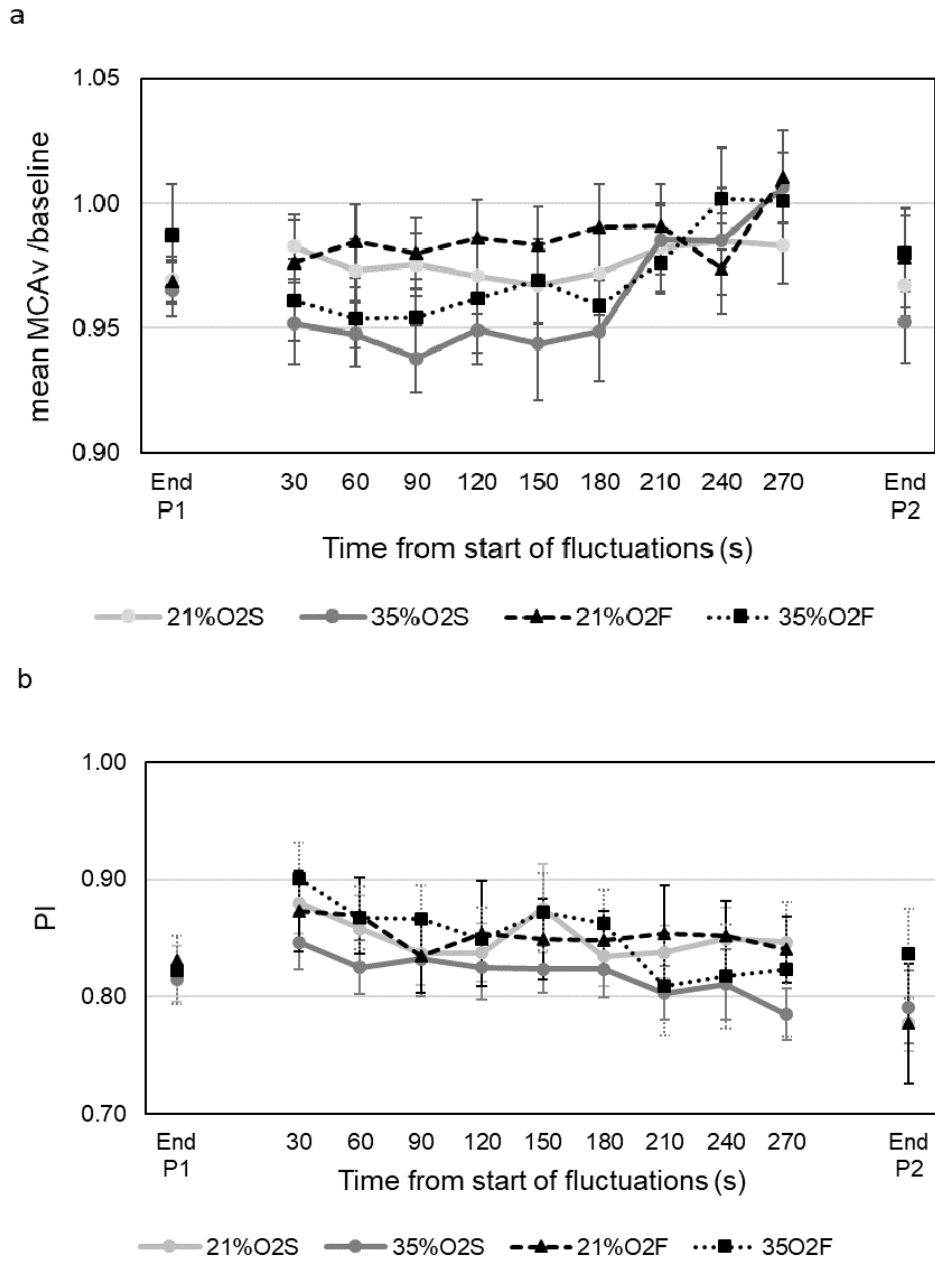 a
1.05
1.00
0.95
0.90
mean MCAv /baseline
End P1 30 60 90 120 150 180 210 240 270 End P2
Time from start of fluctuations (s)
21%O2S 35%O2S 21%O2F 35%O2F
b
1.00
0.90
0.80
0.70
PI
End P1 30 60 90 120 150 180 210 240 270 End P2
Time from start of fluctuations (s)
21%O2S 35%O2S 21%O2F 35O2F